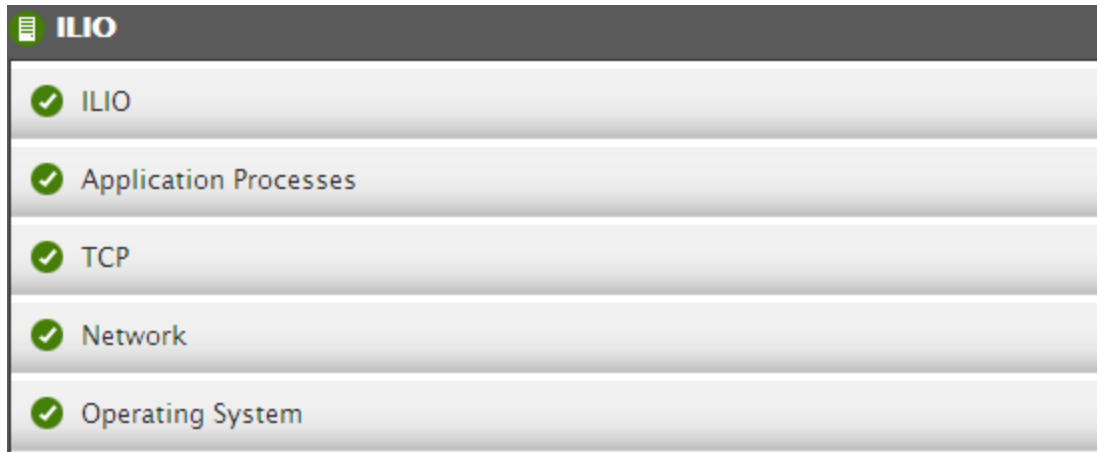 ILIO
ILIO
Application Processes
TCP
Network
Operating System